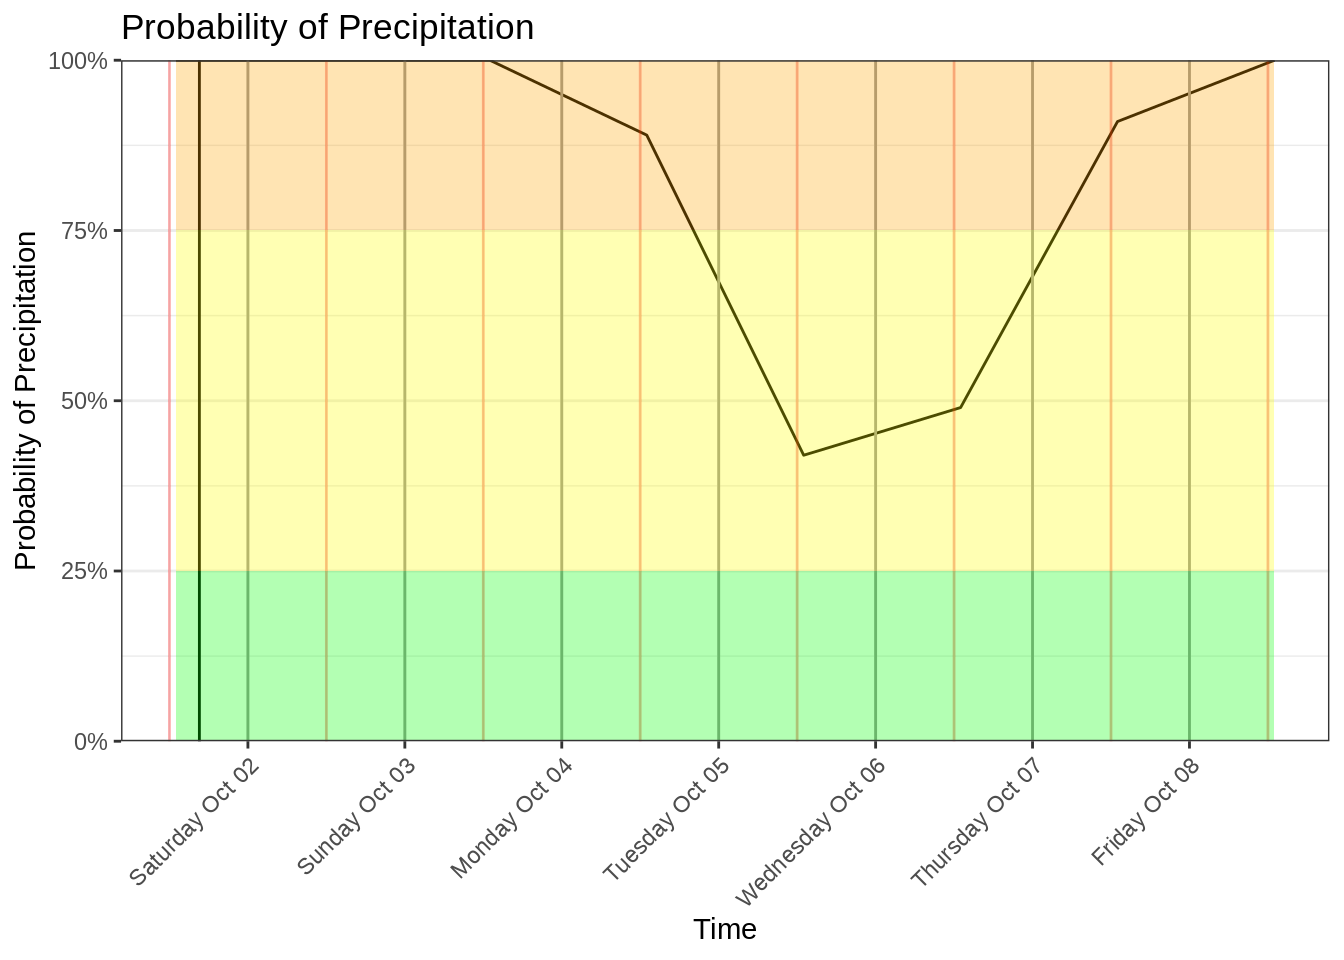 Probability of Precipitation
Probability of Precipitation
100%
75%
50%
25%
0%
Saturday Oct 02
Sunday Oct 03
Monday Oct 04
Tuesday Oct 05
Wednesday Oct 06
Thursday Oct 07
Friday Oct 08
Time